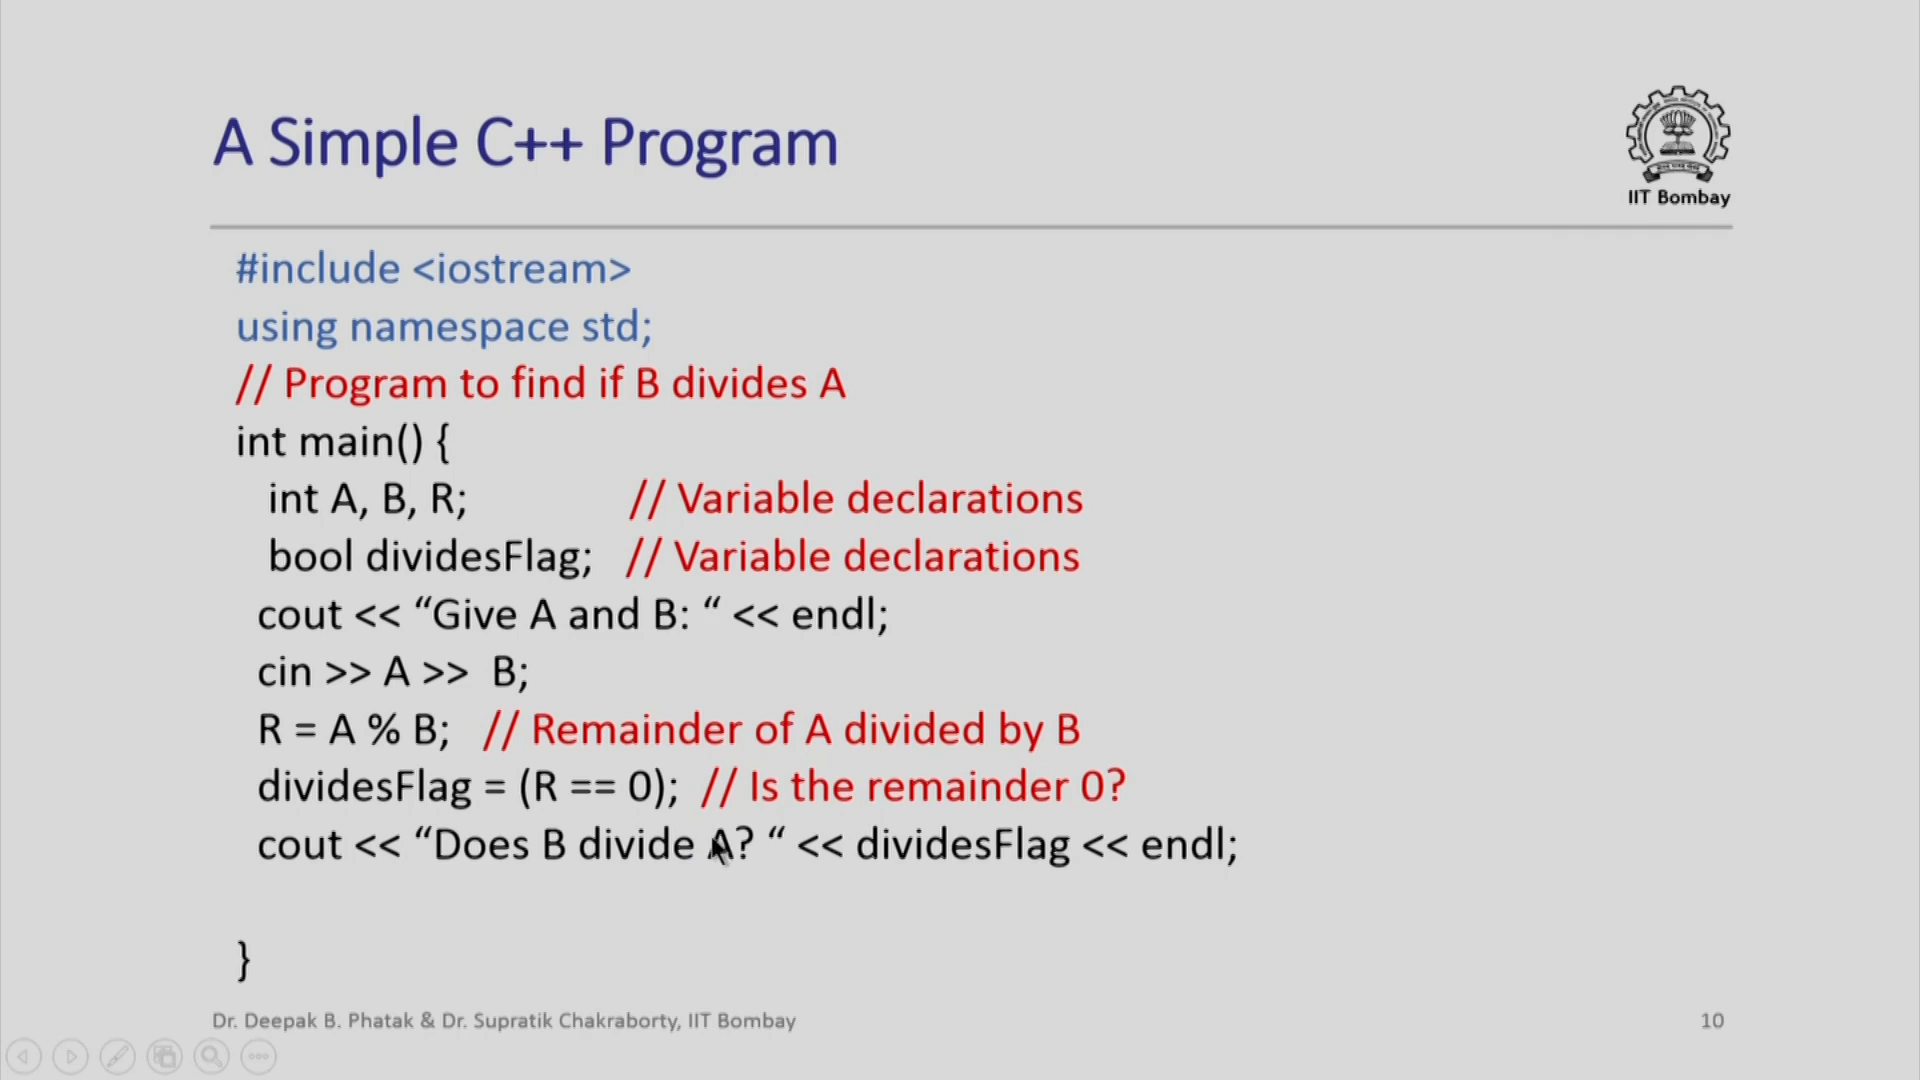 A Simple C++ Program
IIT Bombay
#include <iostream>
using namespace std;
// Program to find if B divides A
int main() {
int A, B, R; // Variable declarations
bool dividesFlag; // Variable declarations
cout << “Give A and B: “ << endl;
cin >> A >> B;
R = A % B; // Remainder of A divided by B
dividesFlag = (R == 0); // Is the remainder 0?
cout << “Does B divide A? “ << dividesFlag << endl;
}
Dr. Deepak B. Phatak & Dr. Supratik Chakraborty, IIT Bombay
10